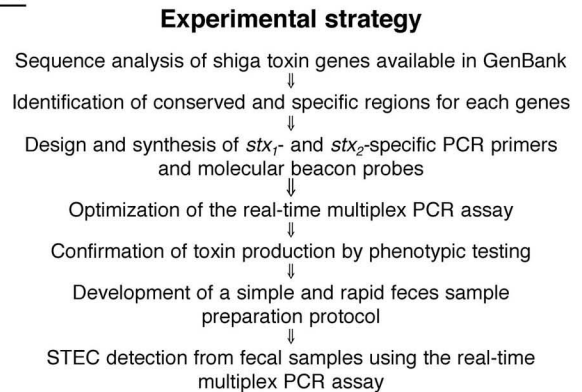 Experimental strategy
Sequence analysis of shiga toxin genes available in GenBank
⇓
Identification of conserved and specific regions for each genes
⇓
Design and synthesis of stx₁- and stx₂-specific PCR primers
and molecular beacon probes
⇓
Optimization of the real-time multiplex PCR assay
⇓
Confirmation of toxin production by phenotypic testing
⇓
Development of a simple and rapid feces sample
preparation protocol
⇓
STEC detection from fecal samples using the real-time
multiplex PCR assay